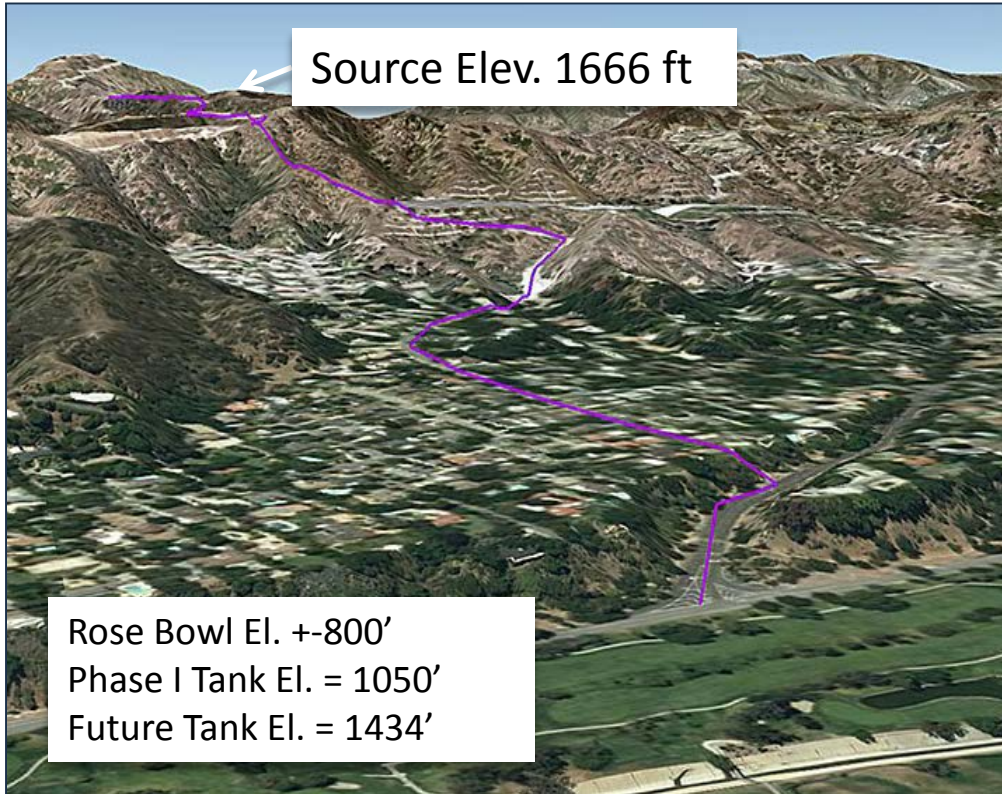 Source Elev. 1666 ft
Rose Bowl El. +-800’
Phase I Tank El. = 1050’
Future Tank El. = 1434’